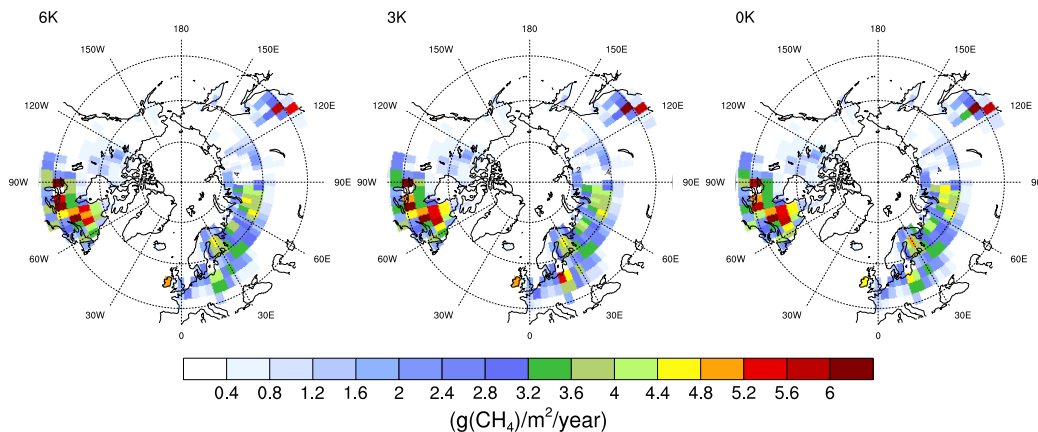 6K 3K 0K
180 180 180
150W 150E 150W 150E 150W 150E
120W 120E 120W 120E 120W 120E
90W 90E 90W 90E 90W 90
60W 60E 60W 60E 60W 60E
30W 30E 30W 30E 30W 30E
0 0 0
0.4 0.8 1.2 1.6 2 2.4 2.8 3.2 3.6 4 4.4 4.8 5.2 5.6 6
(g(CH₄)/m²/year)